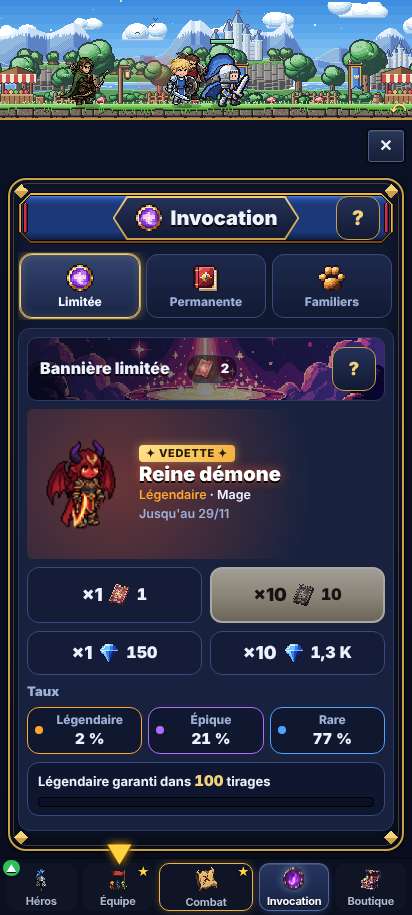 ×
Invocation
?
Limitée
Permanente
Familiers
Bannière limitée
2
?
✦ VEDETTE ✦
Reine démone
Légendaire · Mage
Jusqu'au 29/11
×1 1
×10 10
×1 150
×10 1,3 K
Taux
Légendaire
2 %
Épique
21 %
Rare
77 %
Légendaire garanti dans 100 tirages
Héros
Équipe
Combat
Invocation
Boutique